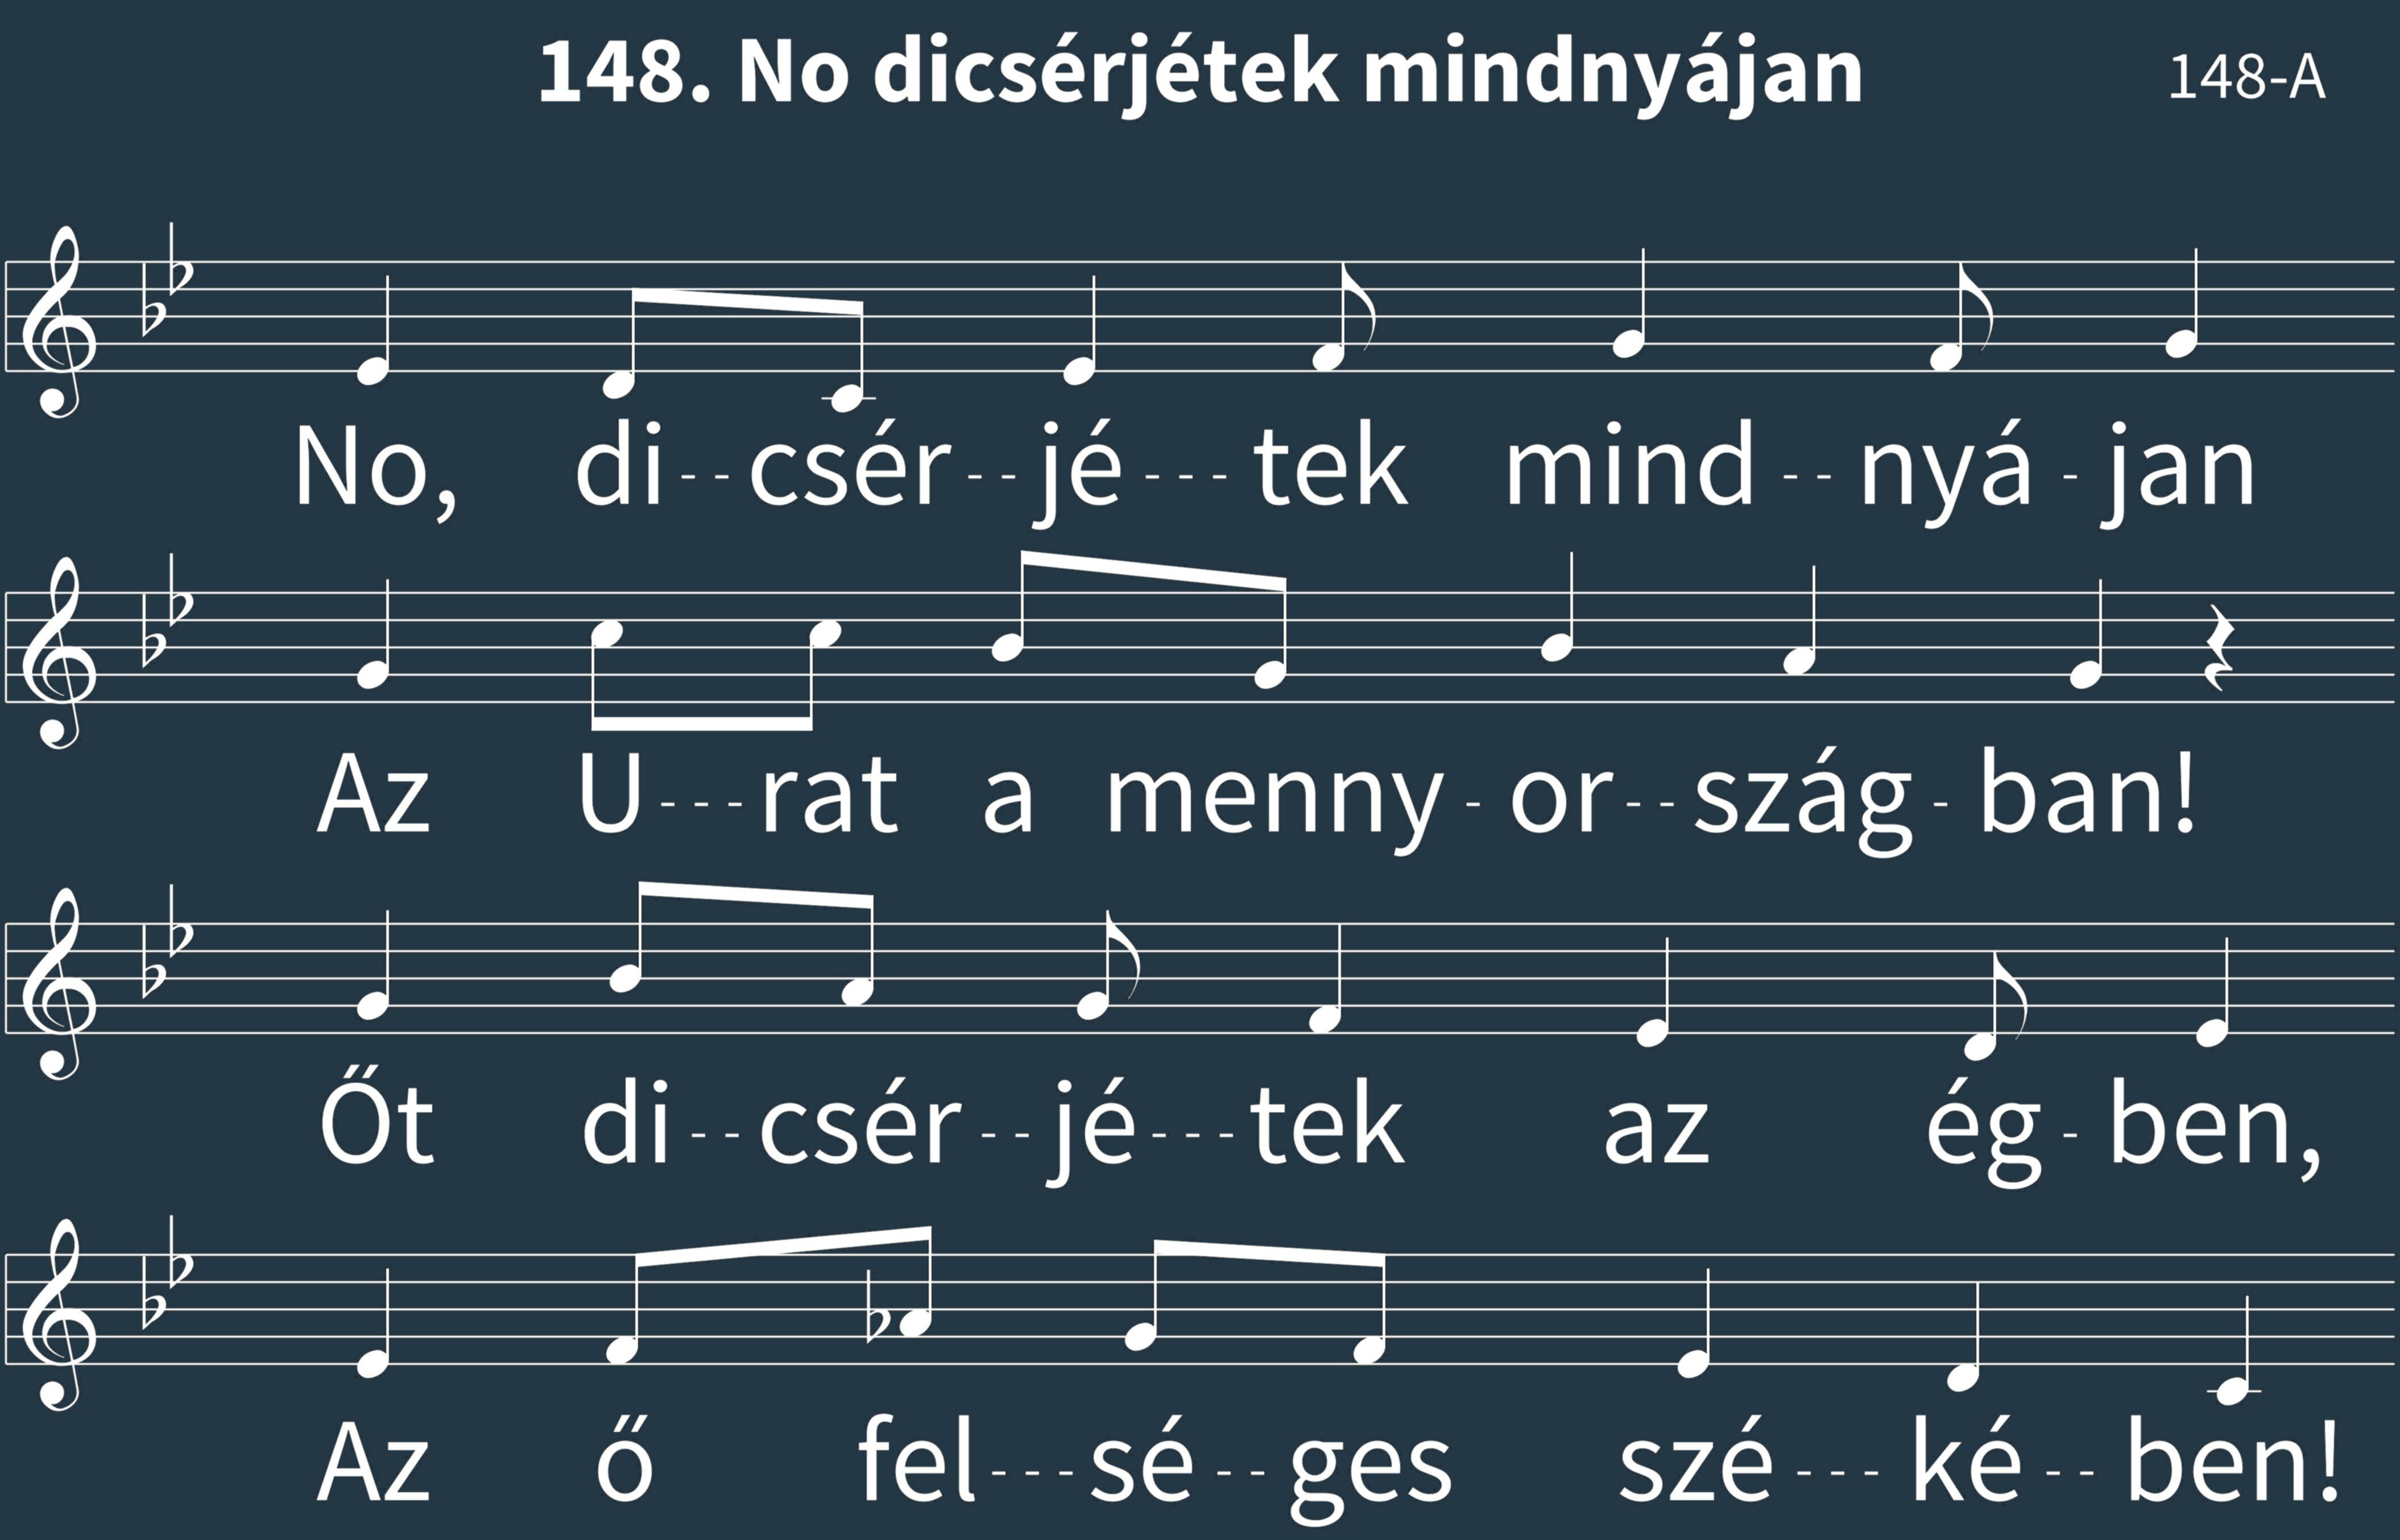 148. No dicsérjétek mindnyájan 148-A
No, di--csér--jé---tek mind--nyá-jan
Az U---rat a menny-or--szág-ban!
Őt di--csér--jé---tek az ég-ben,
Az ő fel---sé--ges szé---ké--ben!